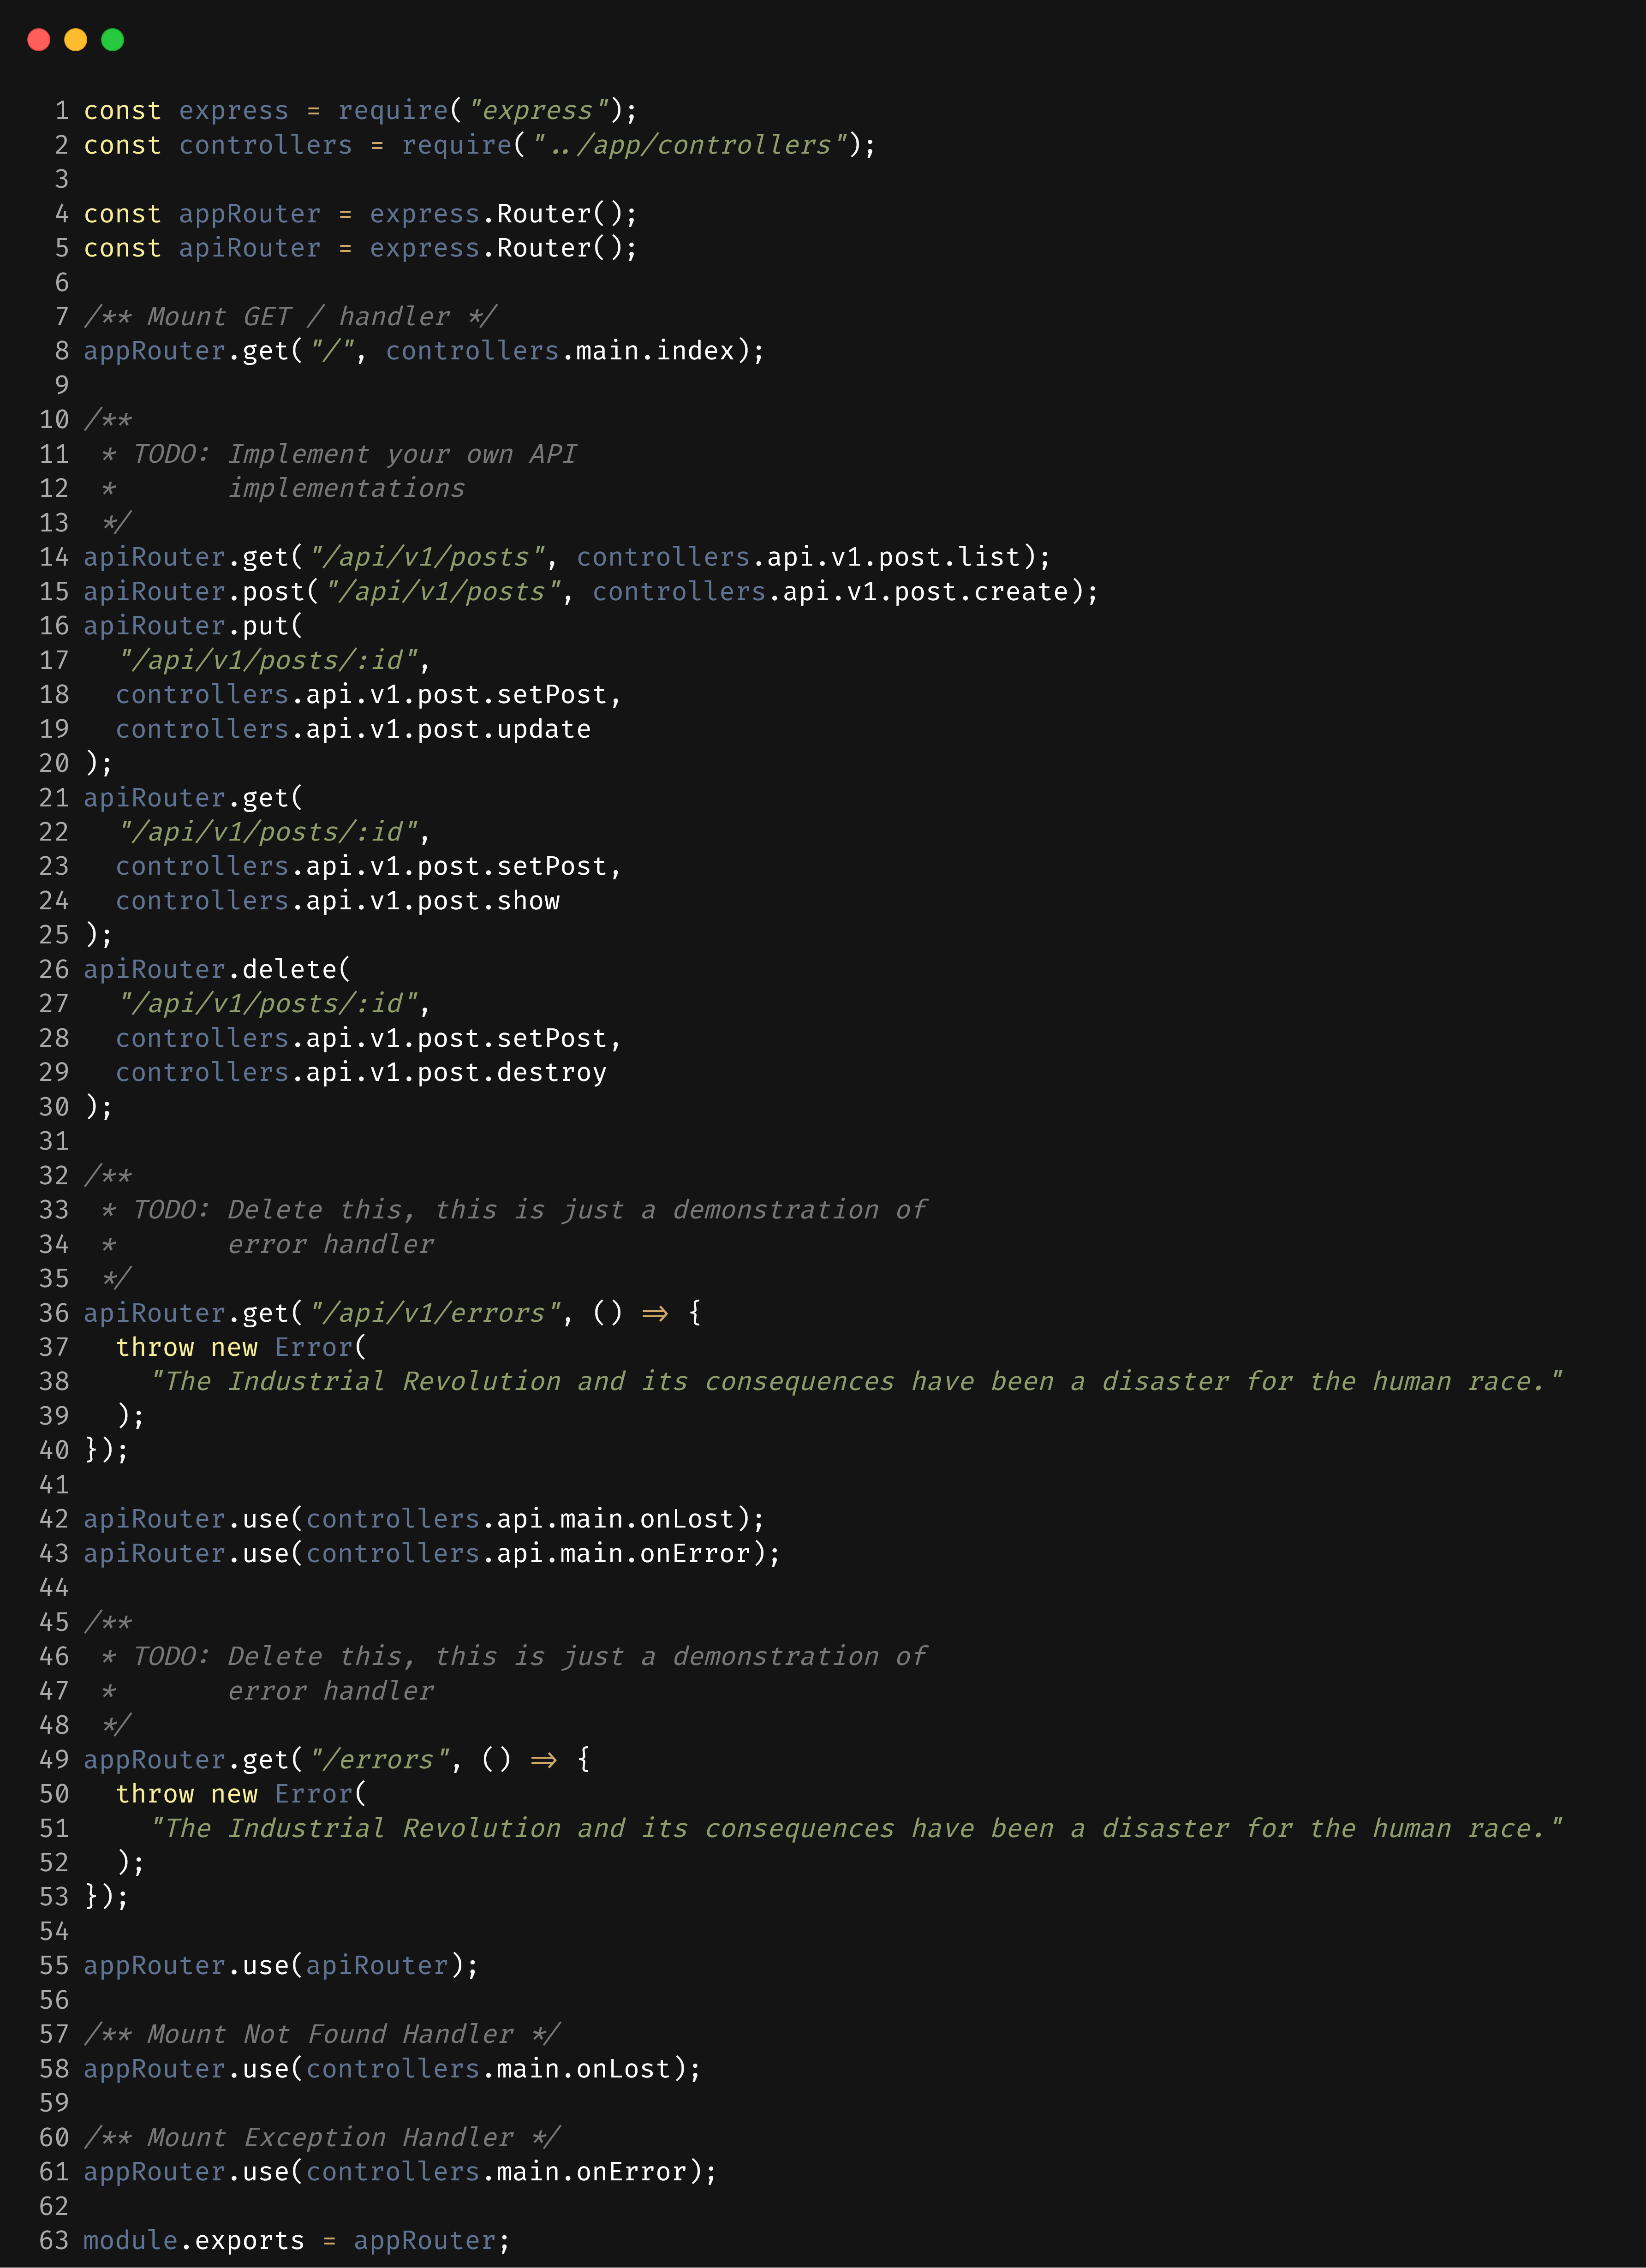 1 const express = require("express");
2 const controllers = require("../app/controllers");
3
4 const appRouter = express.Router();
5 const apiRouter = express.Router();
6
7 /** Mount GET / handler */
8 appRouter.get("/", controllers.main.index);
9
10 /**
11  * TODO: Implement your own API
12  *       implementations
13  */
14 apiRouter.get("/api/v1/posts", controllers.api.v1.post.list);
15 apiRouter.post("/api/v1/posts", controllers.api.v1.post.create);
16 apiRouter.put(
17   "/api/v1/posts/:id",
18   controllers.api.v1.post.setPost,
19   controllers.api.v1.post.update
20 );
21 apiRouter.get(
22   "/api/v1/posts/:id",
23   controllers.api.v1.post.setPost,
24   controllers.api.v1.post.show
25 );
26 apiRouter.delete(
27   "/api/v1/posts/:id",
28   controllers.api.v1.post.setPost,
29   controllers.api.v1.post.destroy
30 );
31
32 /**
33  * TODO: Delete this, this is just a demonstration of
34  *       error handler
35  */
36 apiRouter.get("/api/v1/errors", () => {
37   throw new Error(
38     "The Industrial Revolution and its consequences have been a disaster for the human race."
39   );
40 });
41
42 apiRouter.use(controllers.api.main.onLost);
43 apiRouter.use(controllers.api.main.onError);
44
45 /**
46  * TODO: Delete this, this is just a demonstration of
47  *       error handler
48  */
49 appRouter.get("/errors", () => {
50   throw new Error(
51     "The Industrial Revolution and its consequences have been a disaster for the human race."
52   );
53 });
54
55 appRouter.use(apiRouter);
56
57 /** Mount Not Found Handler */
58 appRouter.use(controllers.main.onLost);
59
60 /** Mount Exception Handler */
61 appRouter.use(controllers.main.onError);
62
63 module.exports = appRouter;